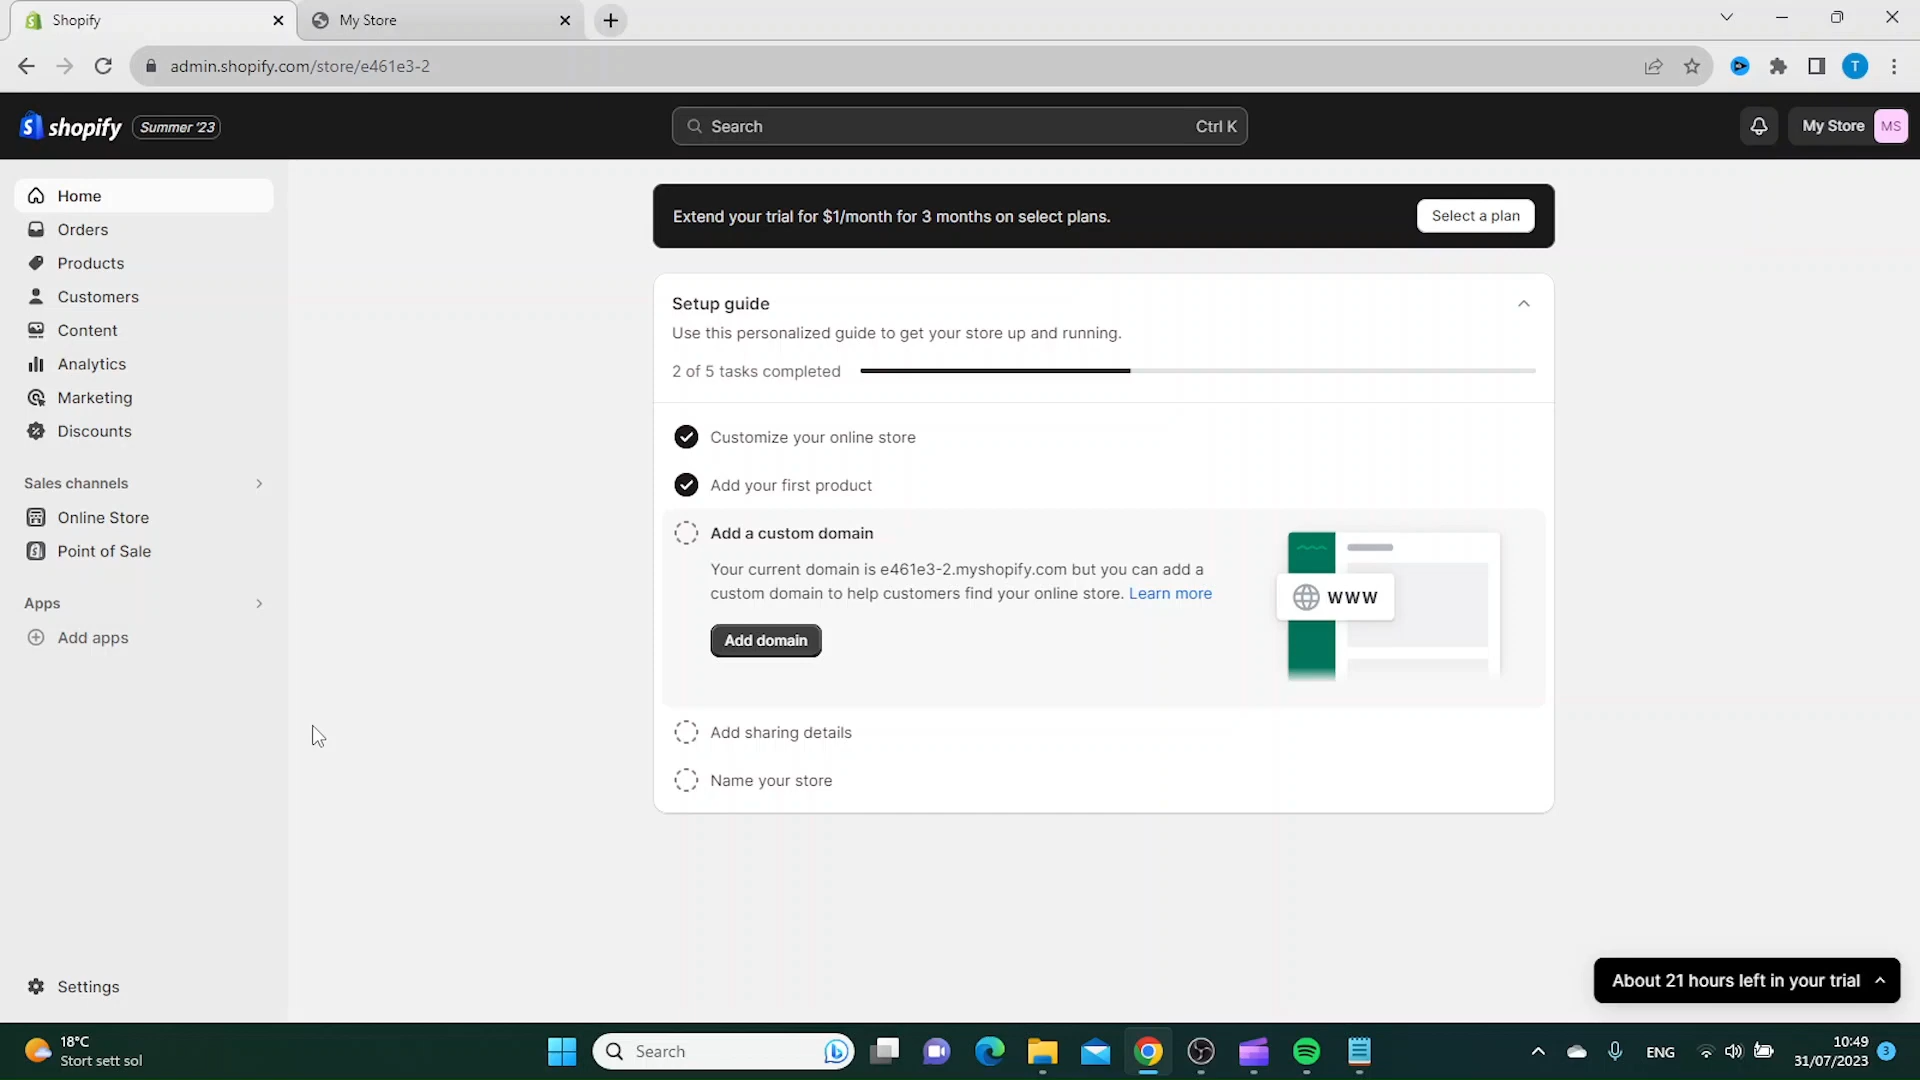 Shopify
My Store
admin.shopify.com/store/e461e3-2
T
shopify
Summer '23
Search
Ctrl K
My Store
MS
Home
Orders
Products
Customers
Content
Analytics
Marketing
Discounts
Sales channels
Online Store
Point of Sale
Apps
Add apps
Settings
Extend your trial for $1/month for 3 months on select plans.
Select a plan
Setup guide
Use this personalized guide to get your store up and running.
2 of 5 tasks completed
Customize your online store
Add your first product
Add a custom domain
Your current domain is e461e3-2.myshopify.com but you can add a
custom domain to help customers find your online store. Learn more
Add domain
WWW
Add sharing details
Name your store
About 21 hours left in your trial
18°C
Stort sett sol
Search
ENG
10:49
31/07/2023
3